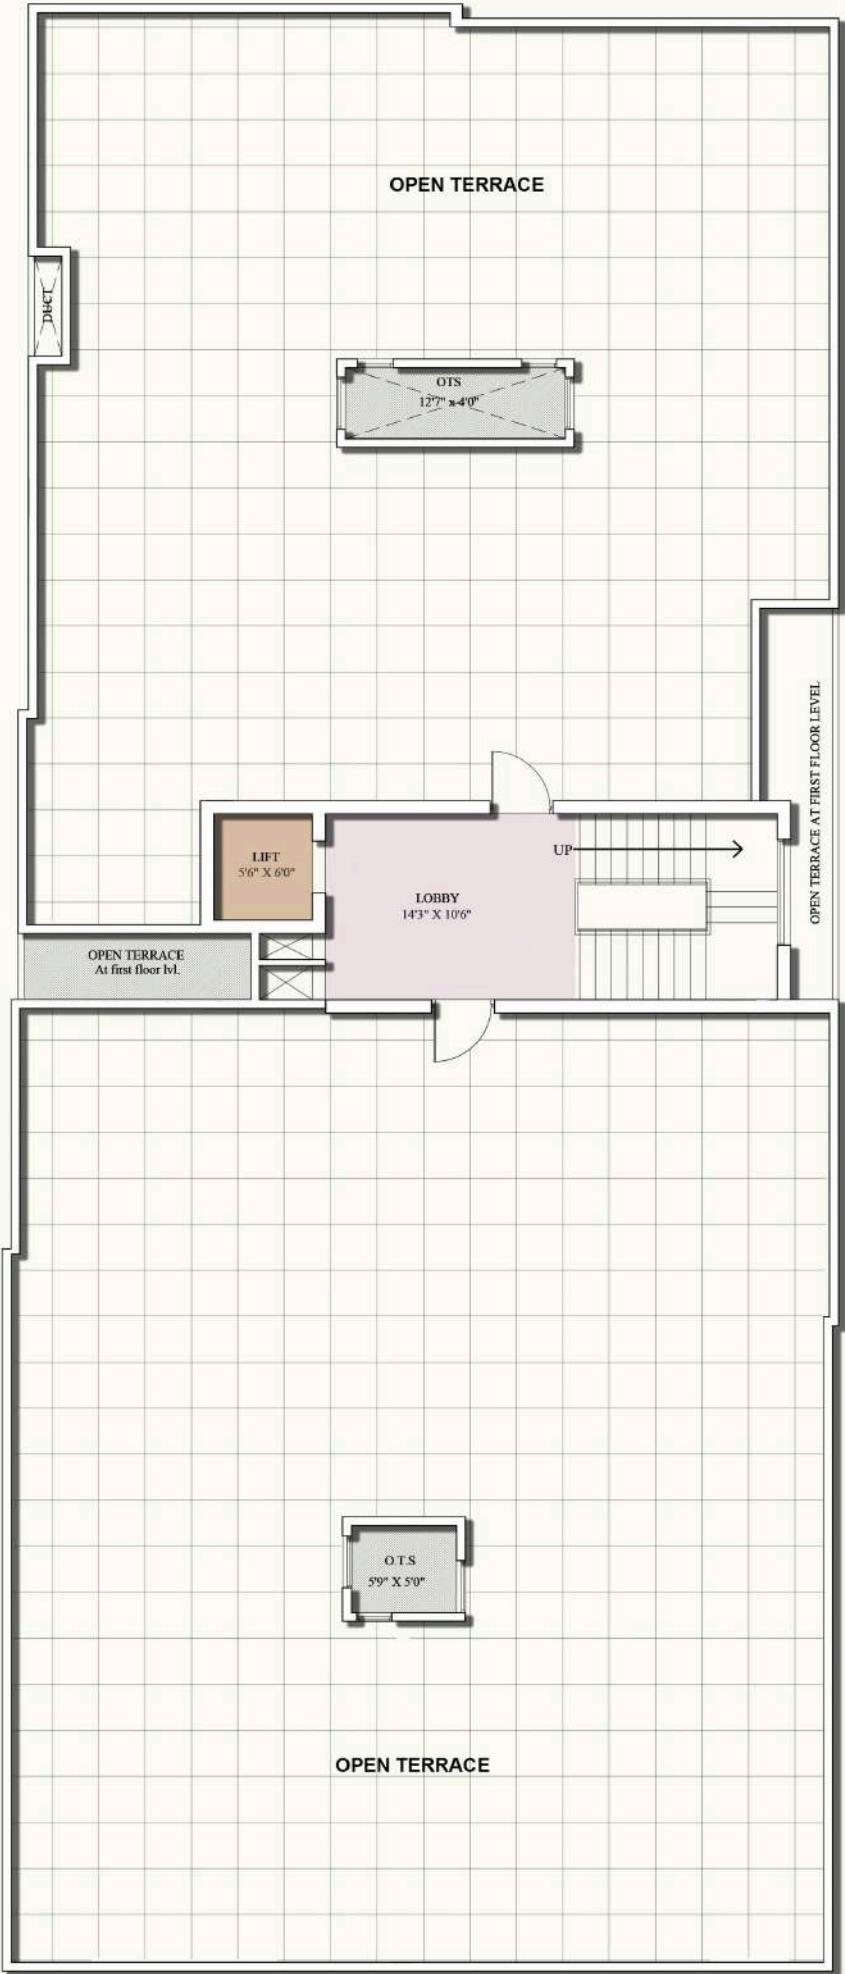 OPEN TERRACE
DUCT
OTS
12'7" x 4'0"
OPEN TERRACE AT FIRST FLOOR LEVEL
UP
LIFT
5'6" X 6'0"
LOBBY
14'3" X 10'6"
OPEN TERRACE
At first floor lvl.
O.T.S
5'9" X 5'0"
OPEN TERRACE